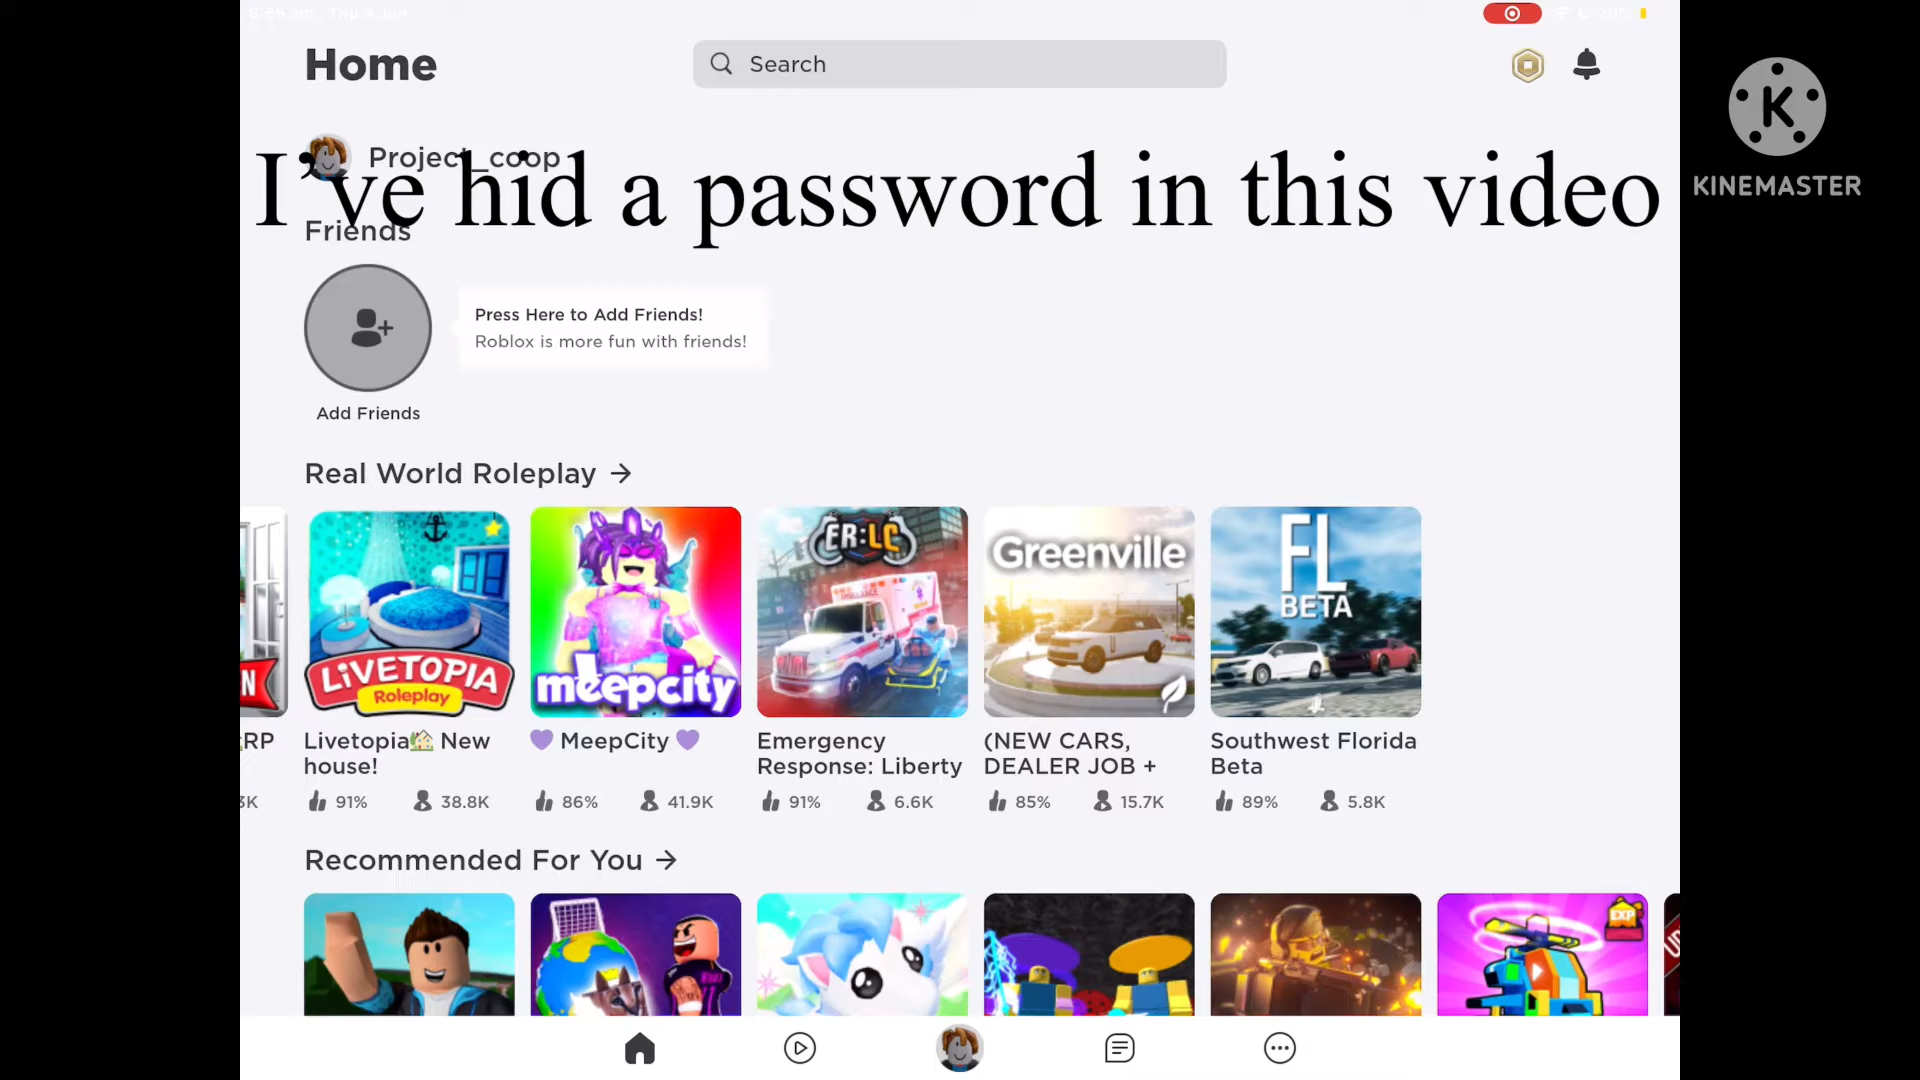 Home
Search
Project_coop
I’ve hid a password in this video
Friends
Press Here to Add Friends!
Roblox is more fun with friends!
Add Friends
KINEMASTER
Real World Roleplay
LiVETOPIA
Roleplay
meepcity
ER:LC
AMBULANCE
Greenville
FL
BETA
N
RP
Livetopia🏡 New
house!
💜 MeepCity 💜
Emergency
Response: Liberty
(NEW CARS,
DEALER JOB +
Southwest Florida
Beta
3K
91% 38.8K
86% 41.9K
91% 6.6K
85% 15.7K
89% 5.8K
Recommended For You
EXP